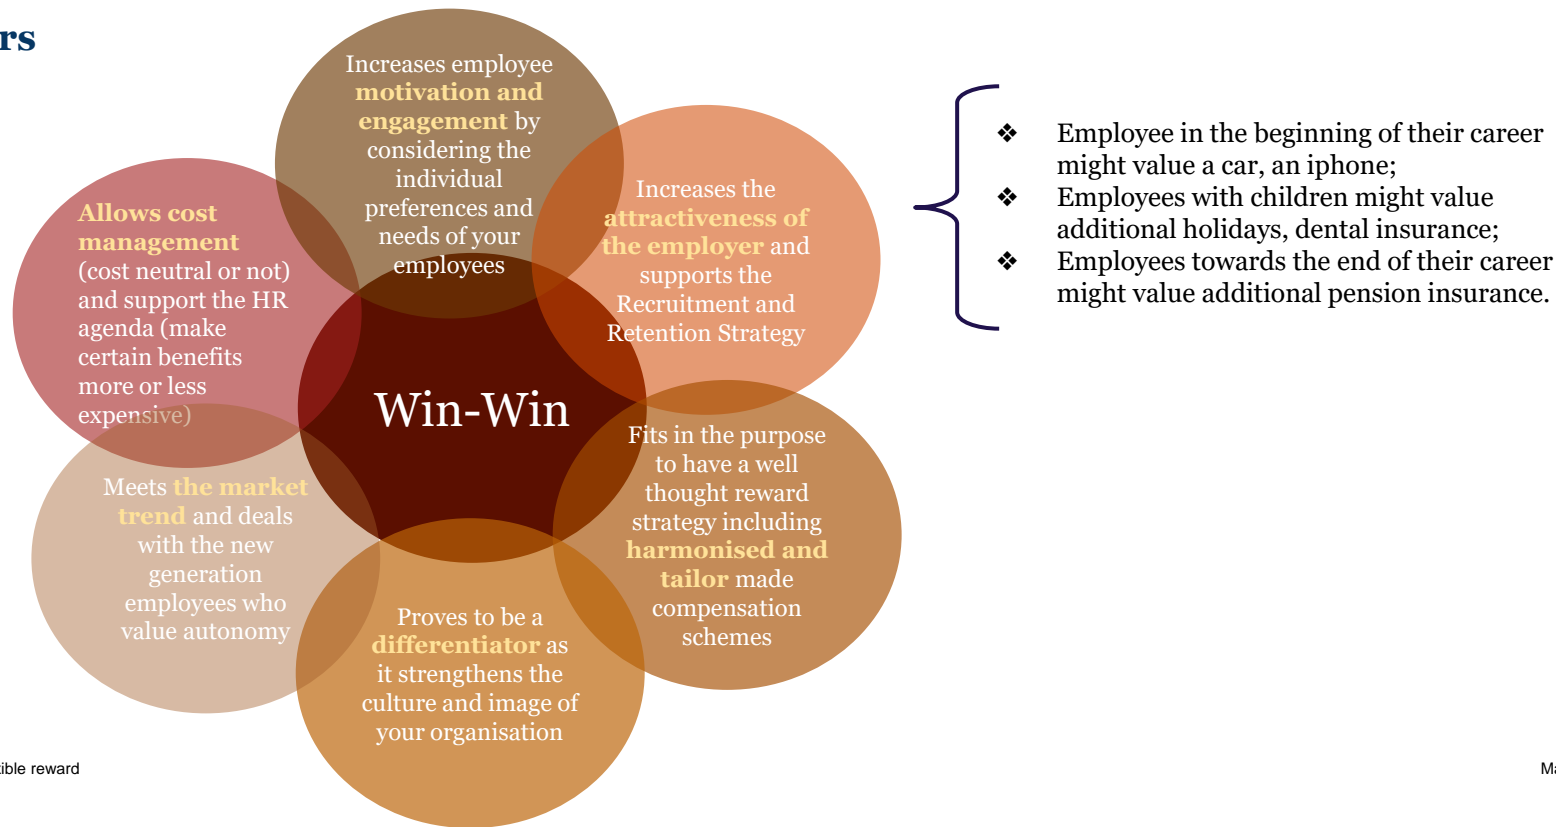 rs
Increases employee
motivation and
engagement by
considering the
individual
preferences and
needs of your
employees
Increases the
attractiveness of
the employer and
supports the
Recruitment and
Retention Strategy
❖ Employee in the beginning of their career
might value a car, an iphone;
❖ Employees with children might value
additional holidays, dental insurance;
❖ Employees towards the end of their career
might value additional pension insurance.
Allows cost
management
(cost neutral or not)
and support the HR
agenda (make
certain benefits
more or less
expensive)
Win-Win
Fits in the purpose
to have a well
thought reward
strategy including
harmonised and
tailor made
compensation
schemes
Meets the market
trend and deals
with the new
generation
employees who
value autonomy
Proves to be a
differentiator as
it strengthens the
culture and image of
your organisation
ible reward
Ma